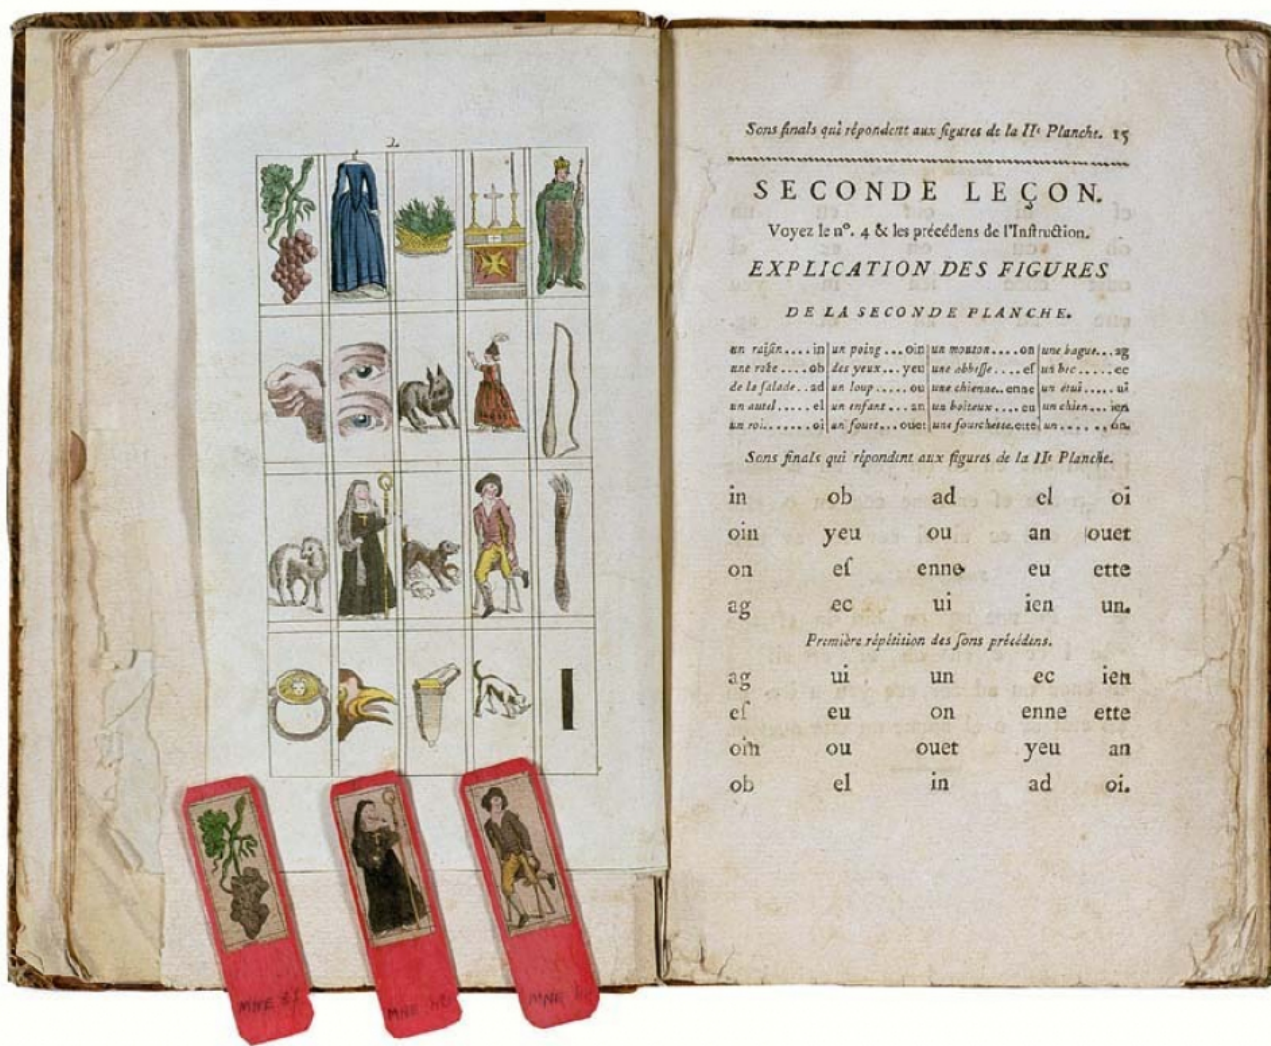 2.
Sons finals qui répondent aux figures de la IIe Planche. 15
SECONDE LEÇON.
Voyez le nº. 4 & les précédens de l'Inſtruction.
EXPLICATION DES FIGURES
DE LA SECONDE PLANCHE.
un raiſin.... in un poing ... oin un mouton.... on une bague... ag
une robe .... ob des yeux... yeu une abbeſſe.... eſ un bec ..... ec
de la ſalade.. ad un loup ..... ou une chienne.. enne un étui ..... ui
un autel..... el un enfant ... an un boiteux.... eu un chien... ien
un roi....... oi un fouet... ouet une fourchette. ette un ...... un.
Sons finals qui répondent aux figures de la IIe Planche.
in ob ad el oi
oin yeu ou an ouet
on eſ enne eu ette
ag ec ui ien un.
Première répétition des ſons précédens.
ag ui un ec ien
eſ eu on enne ette
oin ou ouet yeu an
ob el in ad oi.
MNE
MNE
MNE